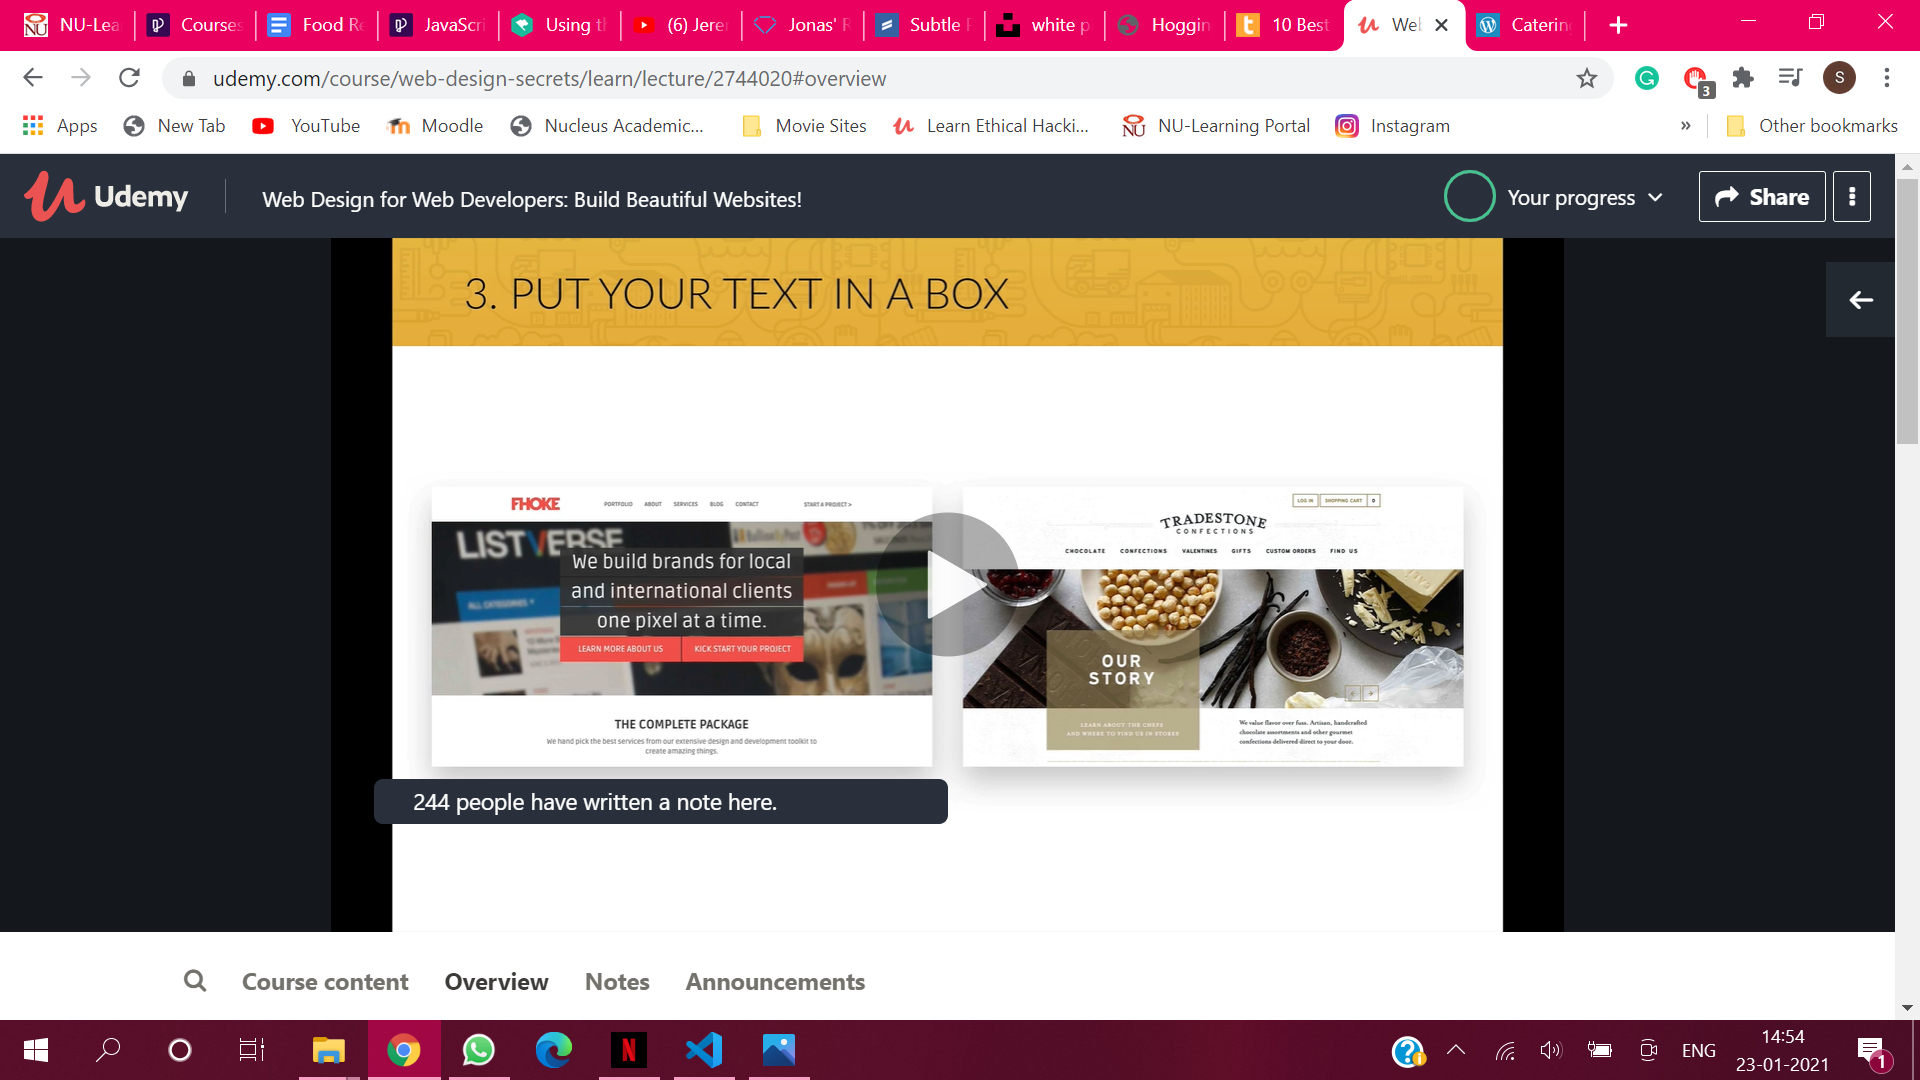 NU-Lea
Courses
Food Re
JavaScri
Using th
(6) Jerer
Jonas' R
Subtle P
white p
Hoggin
10 Best
Web
Catering
udemy.com/course/web-design-secrets/learn/lecture/2744020#overview
3
S
Apps
New Tab
YouTube
Moodle
Nucleus Academic...
Movie Sites
Learn Ethical Hacki...
NU-Learning Portal
Instagram
»
Other bookmarks
Udemy
Web Design for Web Developers: Build Beautiful Websites!
Your progress
Share
3. PUT YOUR TEXT IN A BOX
FHOKE
PORTFOLIO ABOUT SERVICES BLOG CONTACT
START A PROJECT >
LISTVERSE
ALL CATEGORIES
We build brands for local
and international clients
one pixel at a time.
LEARN MORE ABOUT US
KICK START YOUR PROJECT
THE COMPLETE PACKAGE
We hand pick the best services from our extensive design and development toolkit to
create amazing things.
LOG IN SHOPPING CART 0
TRADESTONE
CONFECTIONS
CHOCOLATE CONFECTIONS VALENTINES GIFTS CUSTOM ORDERS FIND US
OUR
STORY
LEARN ABOUT THE CHEFS
AND WHERE TO FIND US IN STORES
We value flavor over fuss. Artisan, handcrafted
chocolate assortments and other gourmet
confections delivered direct to your door.
244 people have written a note here.
Course content
Overview
Notes
Announcements
ENG
14:54
23-01-2021
1